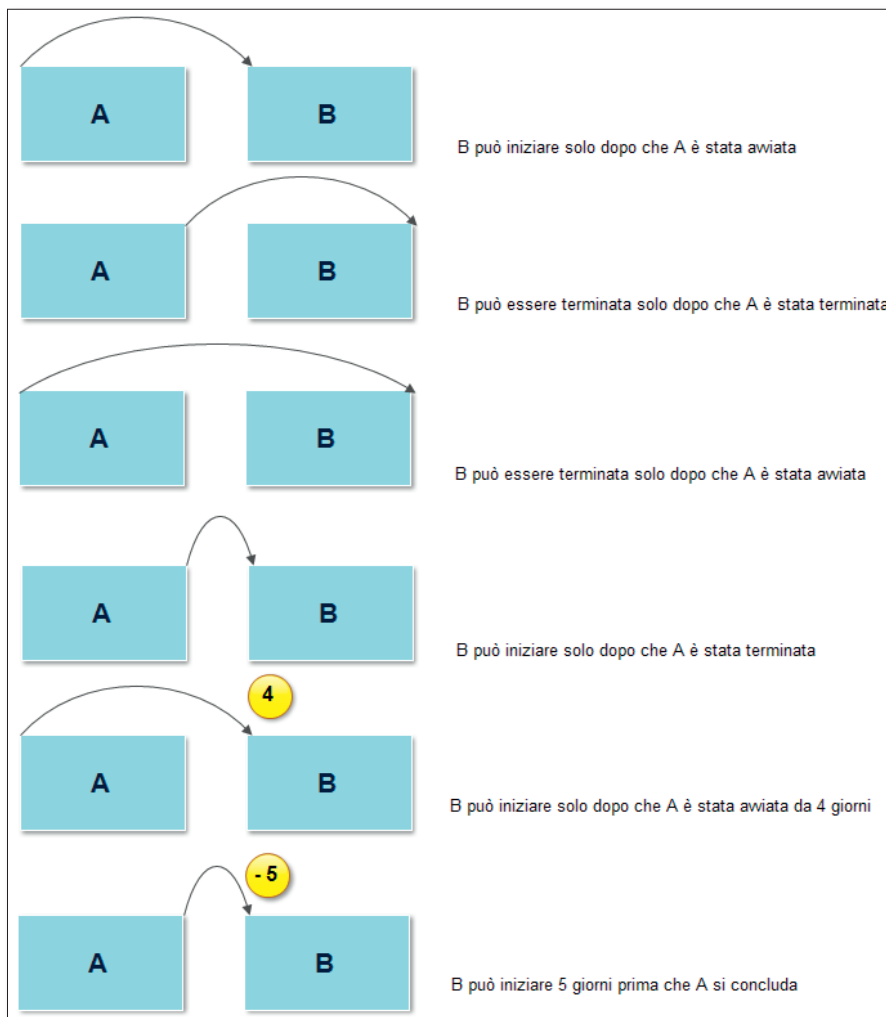 A B
B può iniziare solo dopo che A è stata avviata
A B
B può essere terminata solo dopo che A è stata terminata
A B
B può essere terminata solo dopo che A è stata avviata
A B
B può iniziare solo dopo che A è stata terminata
4
A B
B può iniziare solo dopo che A è stata avviata da 4 giorni
- 5
A B
B può iniziare 5 giorni prima che A si concluda